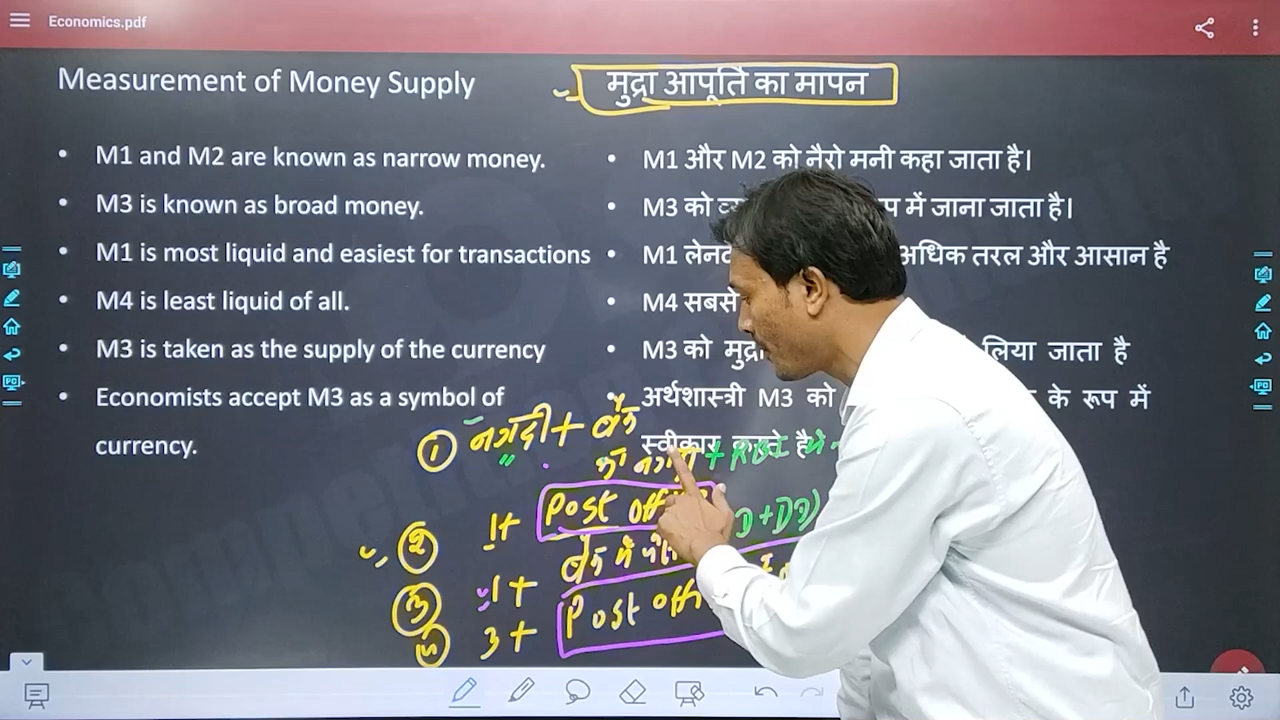 Economics.pdf
Measurement of Money Supply
मुद्रा आपूर्ति का मापन
• M1 and M2 are known as narrow money.
• M3 is known as broad money.
• M1 is most liquid and easiest for transactions
• M4 is least liquid of all.
• M3 is taken as the supply of the currency
• Economists accept M3 as a symbol of
currency.
• M1 और M2 को नैरो मनी कहा जाता है।
• M3 को में जाना जाता है।
• M1 अधिक तरल और आसान है
• M4 सबसे
• M3 को लिया जाता है
• अर्थशास्त्री M3 को के रूप में
स्वीकार करते है
1 नगदी + बैंक
+ RBI
2 1+ Post
3 1+ बैंक में
3+ Post